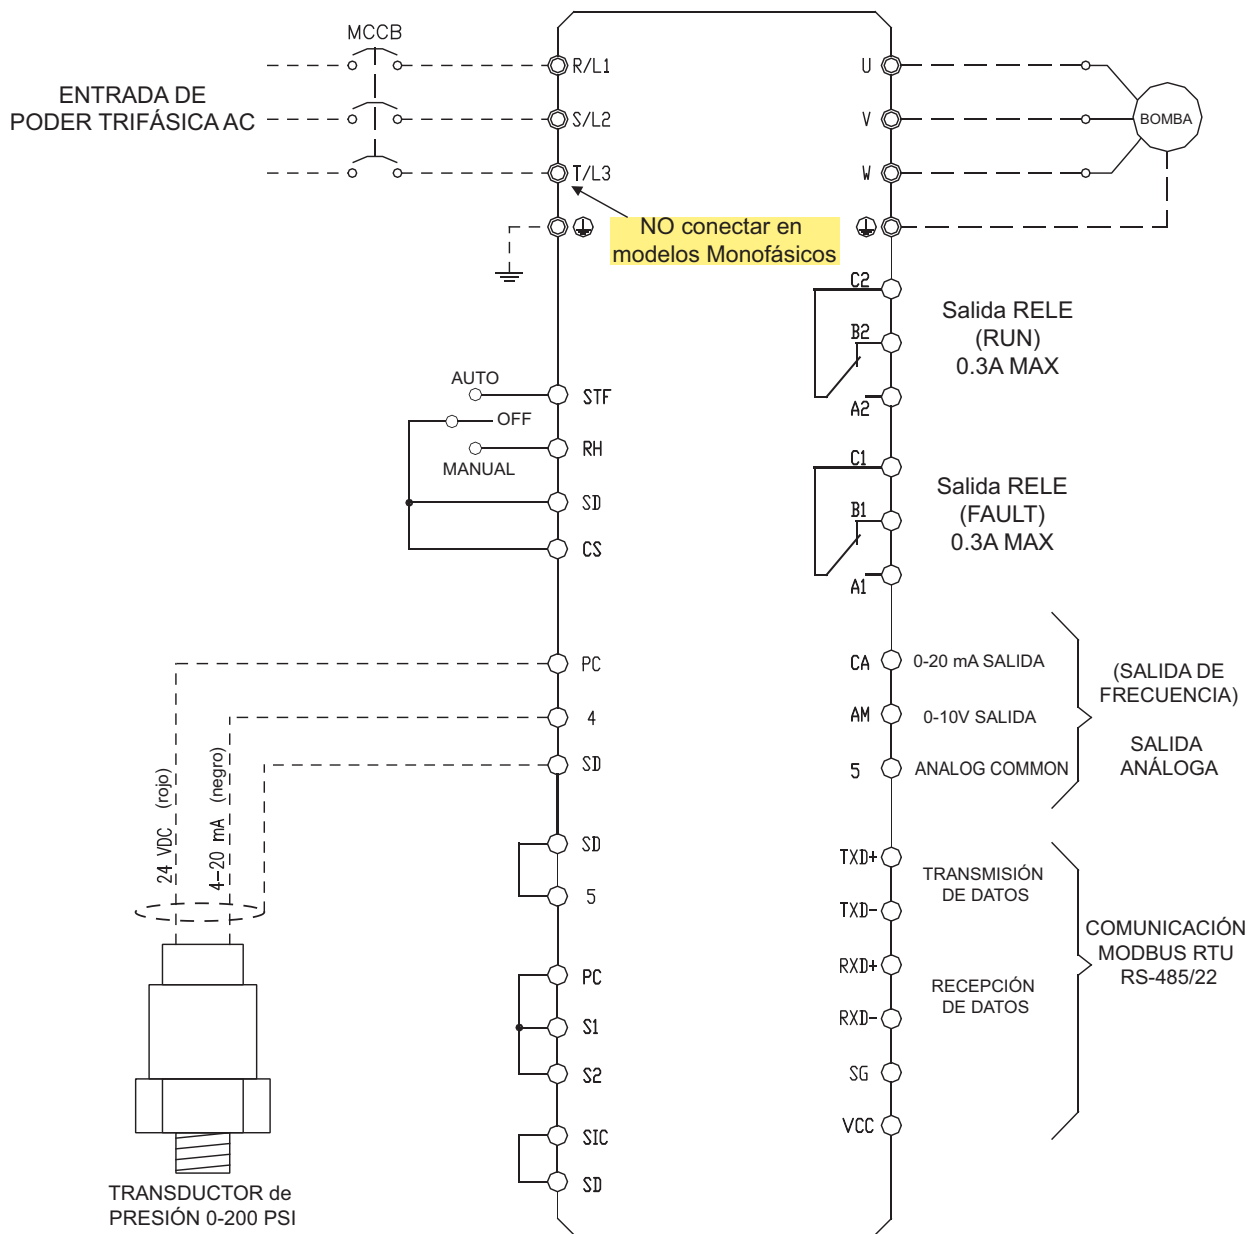 MCCB
ENTRADA DE
PODER TRIFÁSICA AC
R/L1
S/L2
T/L3
NO conectar en
modelos Monofásicos
U
V
W
BOMBA
C2
B2
A2
Salida RELE
(RUN)
0.3A MAX
AUTO
STF
OFF
RH
MANUAL
SD
CS
C1
B1
A1
Salida RELE
(FAULT)
0.3A MAX
PC
4
SD
24 VDC (rojo)
4-20 mA (negro)
SD
5
PC
S1
S2
SIC
SD
TRANSDUCTOR de
PRESIÓN 0-200 PSI
CA
0-20 mA SALIDA
AM
0-10V SALIDA
5
ANALOG COMMON
(SALIDA DE
FRECUENCIA)
SALIDA
ANÁLOGA
TXD+
TRANSMISIÓN
DE DATOS
TXD-
RXD+
RECEPCIÓN
DE DATOS
RXD-
SG
VCC
COMUNICACIÓN
MODBUS RTU
RS-485/22